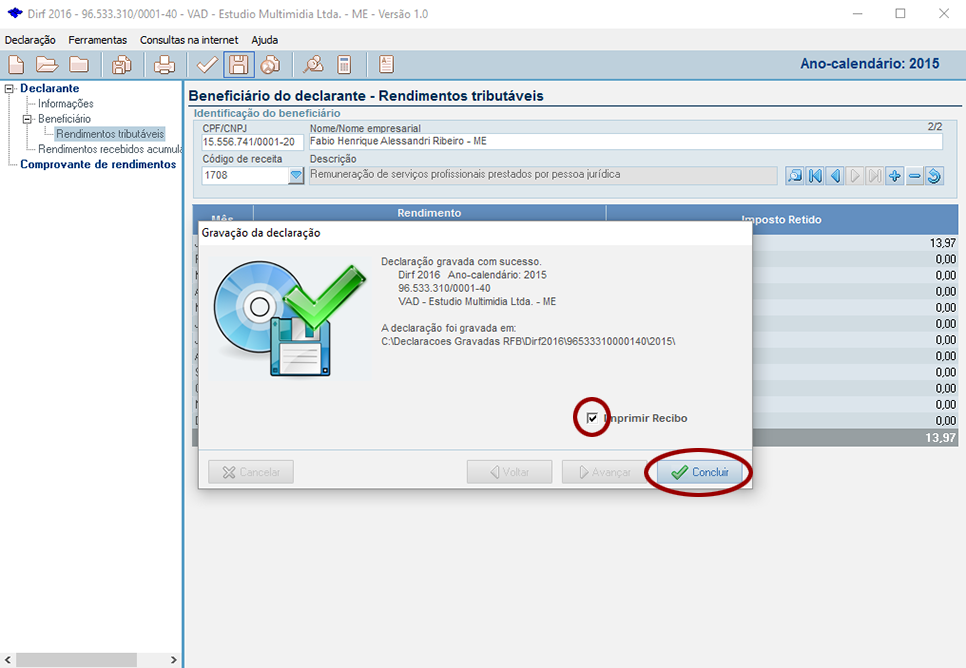 Dirf 2016 - 96.533.310/0001-40 - VAD - Estudio Multimidia Ltda. - ME - Versão 1.0
Declaração Ferramentas Consultas na internet Ajuda
Ano-calendário: 2015
Declarante
Informações
Beneficiário
Rendimentos tributáveis
Rendimentos recebidos acumula
Comprovante de rendimentos
Beneficiário do declarante - Rendimentos tributáveis
Identificação do beneficiário
CPF/CNPJ Nome/Nome empresarial 2/2
15.556.741/0001-20 Fabio Henrique Alessandri Ribeiro - ME
Código de receita Descrição
1708 Remuneração de serviços profissionais prestados por pessoa jurídica
Mês Rendimento Imposto Retido
13,97
0,00
0,00
0,00
0,00
0,00
0,00
0,00
0,00
0,00
0,00
0,00
13,97
Gravação da declaração
Declaração gravada com sucesso.
Dirf 2016 Ano-calendário: 2015
96.533.310/0001-40
VAD - Estudio Multimidia Ltda. - ME
A declaração foi gravada em:
C:\Declaracoes Gravadas RFB\Dirf2016\96533310000140\2015\
Imprimir Recibo
Cancelar Voltar Avançar Concluir